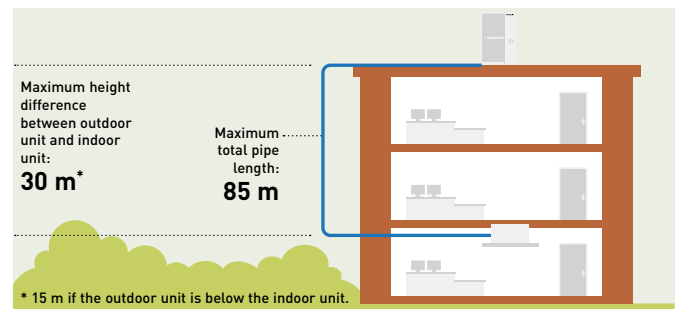 Maximum height
difference
between outdoor
unit and indoor
unit:
30 m*
Maximum
total pipe
length:
85 m
* 15 m if the outdoor unit is below the indoor unit.